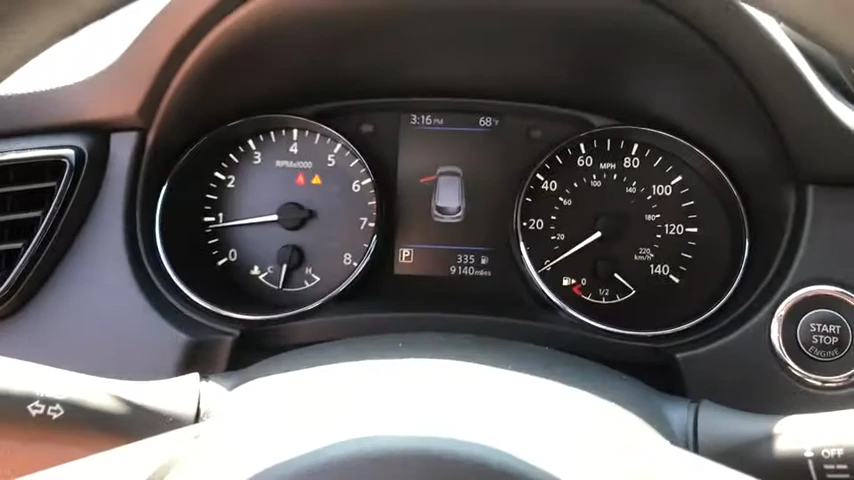 3:16 PM 68°F
4
3 5
RPMx1000
2 6
1 7
0 8
C H
P
335
9140 miles
60 80
MPH
40 100
20 120
0 140
100 140
60 180
20 220
km/h
1/2
START
STOP
ENGINE
OFF